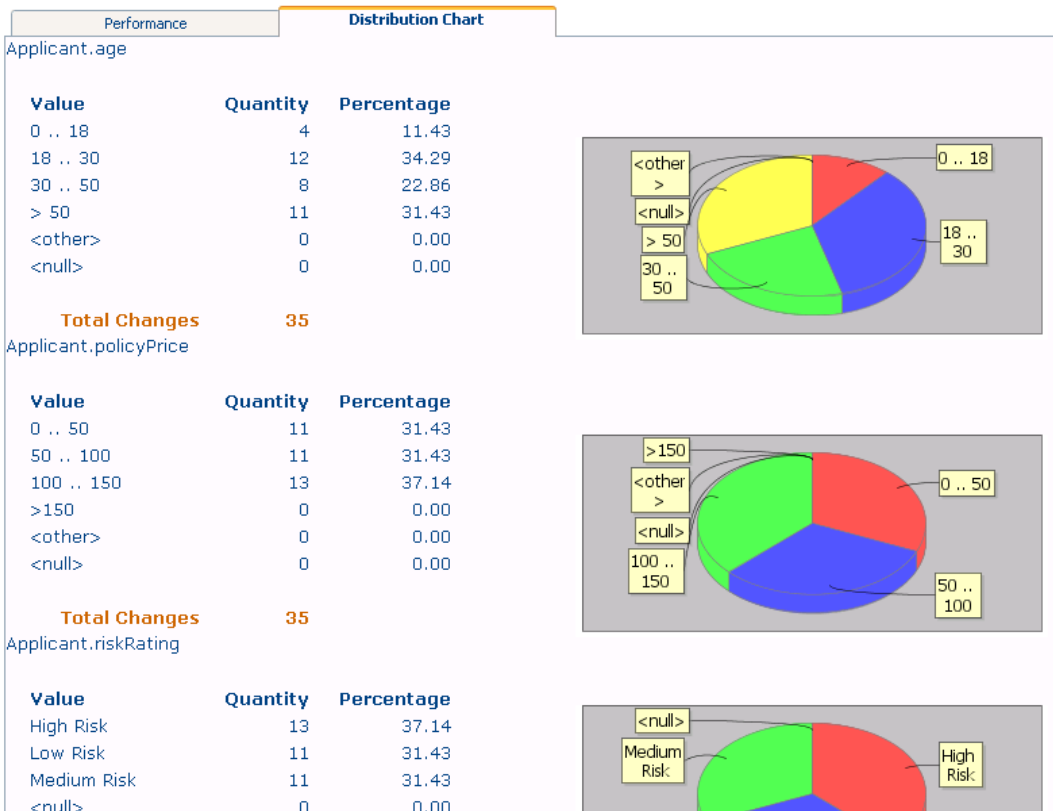 Performance
Distribution Chart
Applicant.age
Value Quantity Percentage
0 .. 18 4 11.43
18 .. 30 12 34.29
30 .. 50 8 22.86
> 50 11 31.43
<other> 0 0.00
<null> 0 0.00
Total Changes 35
<other
>
<null>
> 50
30 ..
50
0 .. 18
18 ..
30
Applicant.policyPrice
Value Quantity Percentage
0 .. 50 11 31.43
50 .. 100 11 31.43
100 .. 150 13 37.14
>150 0 0.00
<other> 0 0.00
<null> 0 0.00
Total Changes 35
>150
<other
>
<null>
100 ..
150
0 .. 50
50 ..
100
Applicant.riskRating
Value Quantity Percentage
High Risk 13 37.14
Low Risk 11 31.43
Medium Risk 11 31.43
<null> 0 0.00
<null>
Medium
Risk
High
Risk